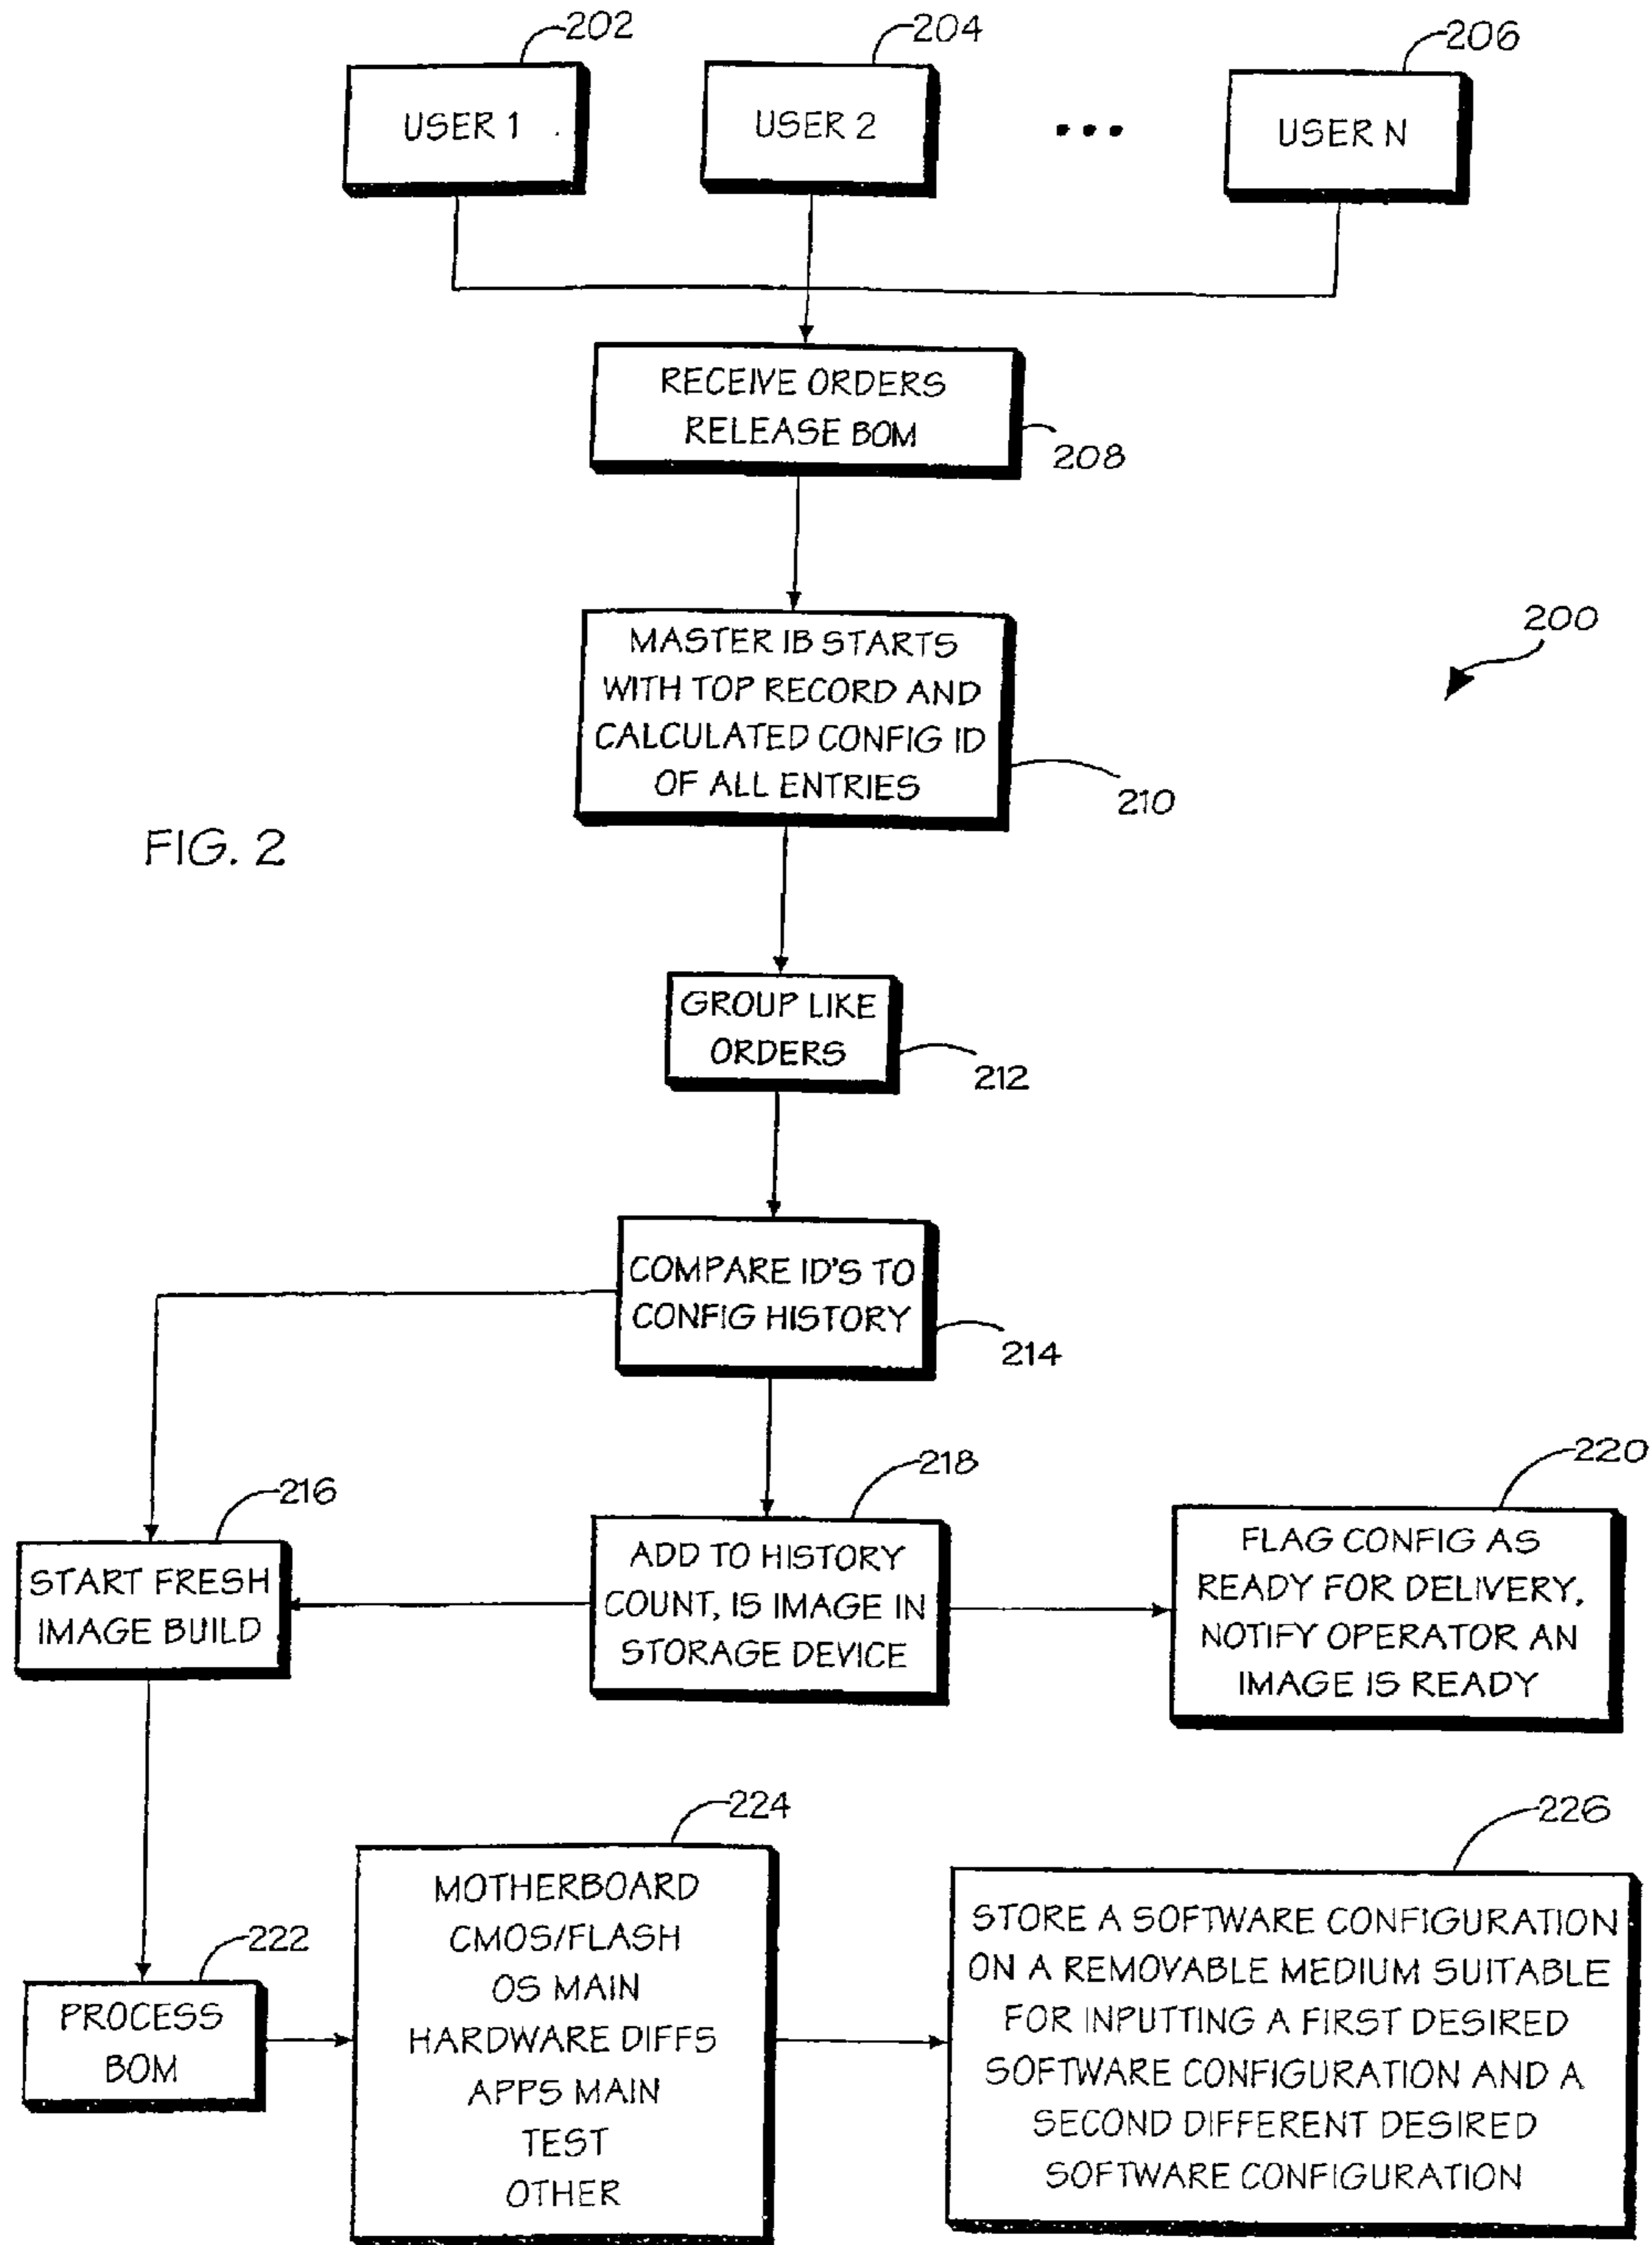 202
204
206
USER 1
USER 2
...
USER N
RECEIVE ORDERS
RELEASE BOM
208
MASTER IB STARTS
WITH TOP RECORD AND
CALCULATED CONFIG ID
OF ALL ENTRIES
210
200
FIG. 2
GROUP LIKE
ORDERS
212
COMPARE ID'S TO
CONFIG HISTORY
214
216
START FRESH
IMAGE BUILD
218
ADD TO HISTORY
COUNT, IS IMAGE IN
STORAGE DEVICE
220
FLAG CONFIG AS
READY FOR DELIVERY,
NOTIFY OPERATOR AN
IMAGE IS READY
222
PROCESS
BOM
224
MOTHERBOARD
CMOS/FLASH
OS MAIN
HARDWARE DIFFS
APPS MAIN
TEST
OTHER
226
STORE A SOFTWARE CONFIGURATION
ON A REMOVABLE MEDIUM SUITABLE
FOR INPUTTING A FIRST DESIRED
SOFTWARE CONFIGURATION AND A
SECOND DIFFERENT DESIRED
SOFTWARE CONFIGURATION